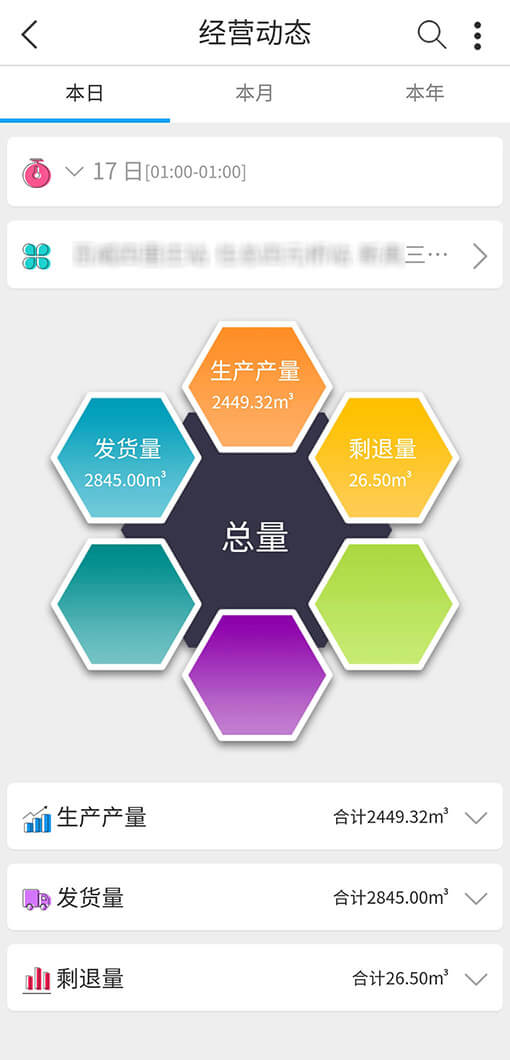 经营动态
本日
本月
本年
17 日[01:00-01:00]
三…
生产产量
2449.32m³
发货量
2845.00m³
剩退量
26.50m³
总量
生产产量
合计2449.32m³
发货量
合计2845.00m³
剩退量
合计26.50m³